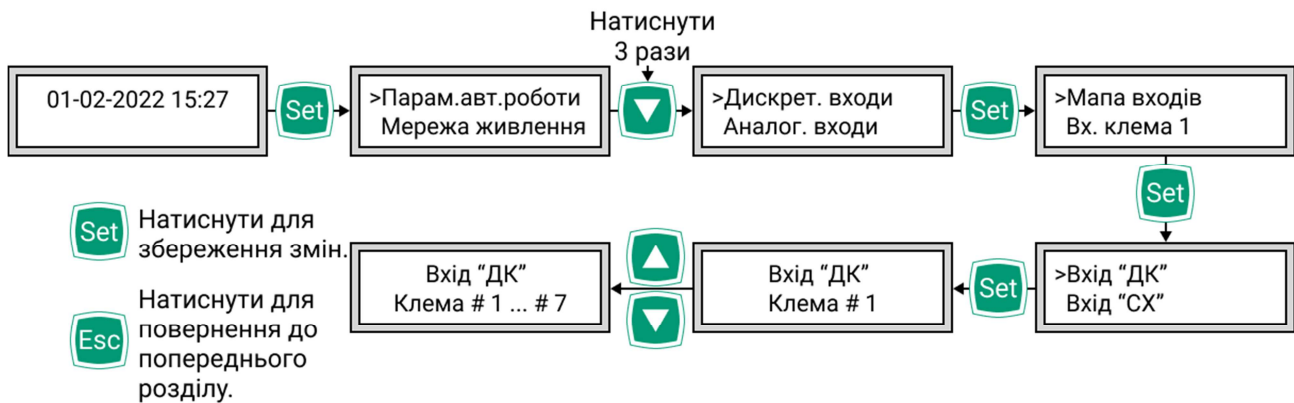 Натиснути
3 рази
01-02-2022 15:27
Set
>Парам.авт.роботи
Мережа живлення
>Дискрет. входи
Аналог. входи
Set
>Мапа входів
Вх. клема 1
Set
Set
Натиснути для
збереження змін.
Вхід “ДК”
Клема # 1 ... # 7
Вхід “ДК”
Клема # 1
Set
>Вхід “ДК”
Вхід “СХ”
Esc
Натиснути для
повернення до
попереднього
розділу.